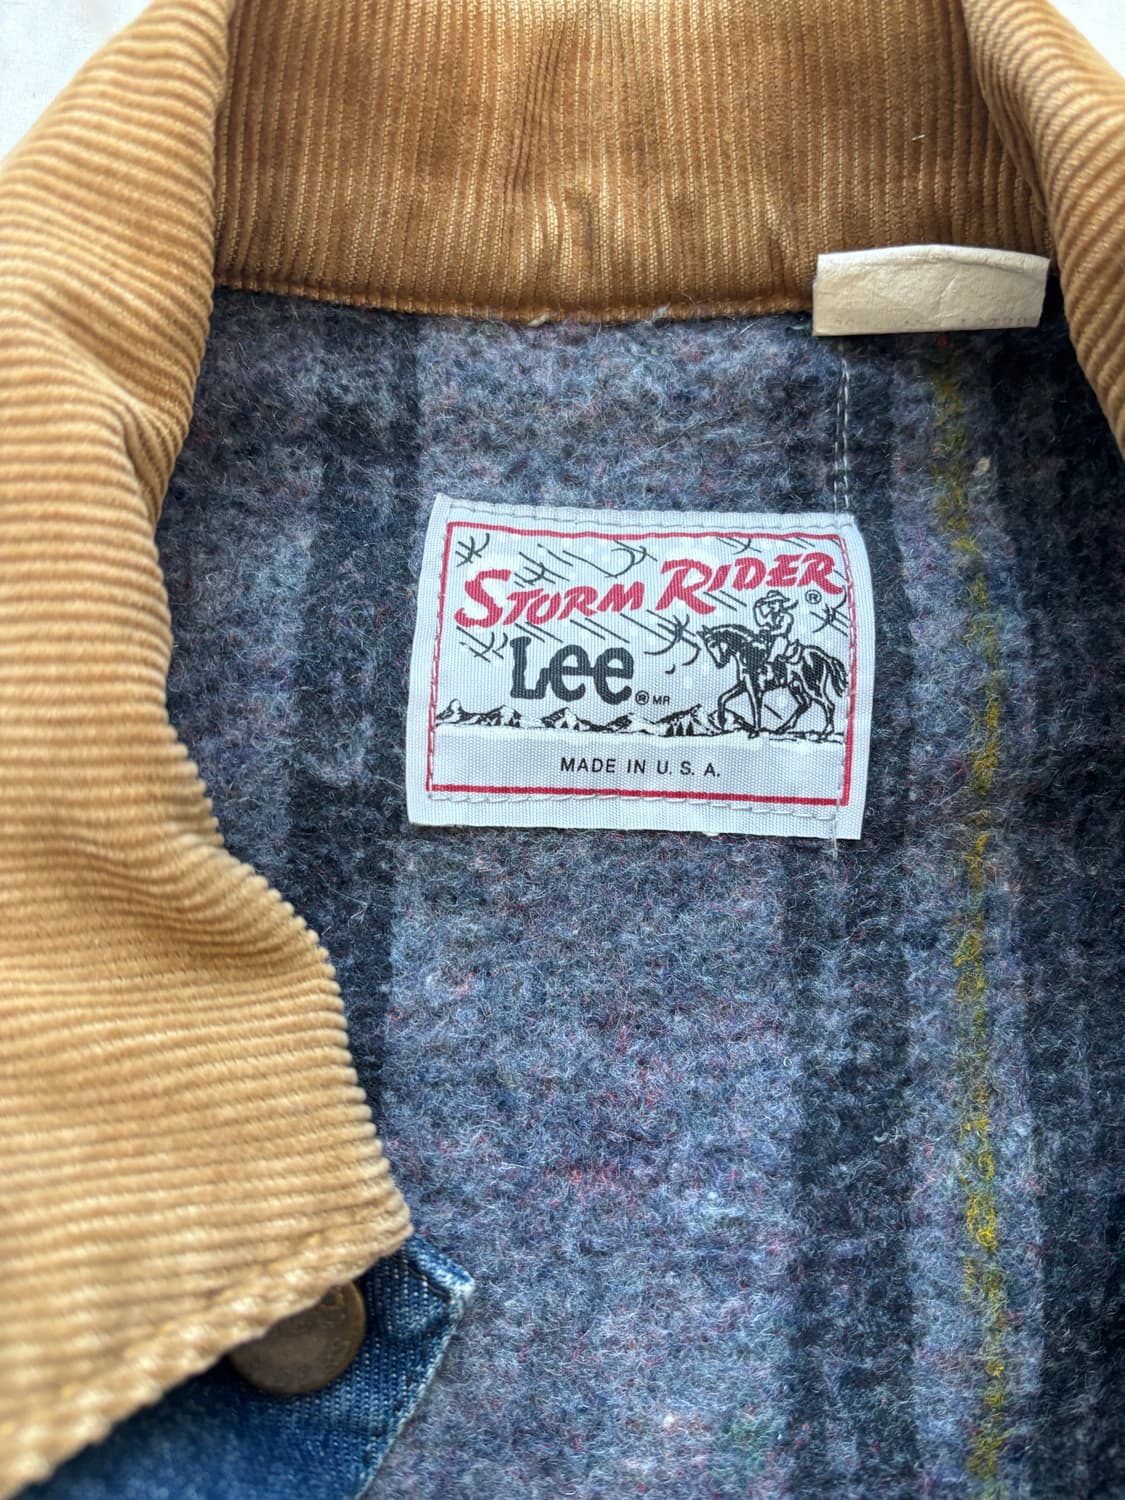 STORM RIDER ®
Lee ® MR
MADE IN U.S.A.